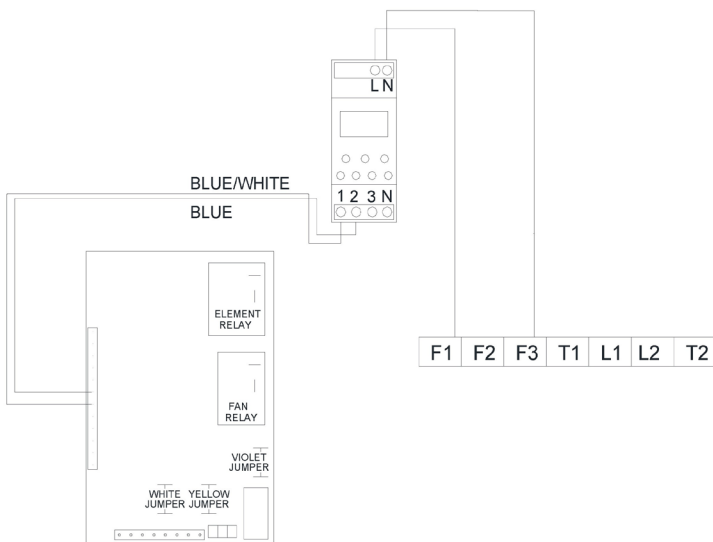 L N
BLUE/WHITE
1 2 3 N
BLUE
ELEMENT
RELAY
F1 F2 F3 T1 L1 L2 T2
FAN
RELAY
VIOLET
JUMPER
WHITE YELLOW
JUMPER JUMPER